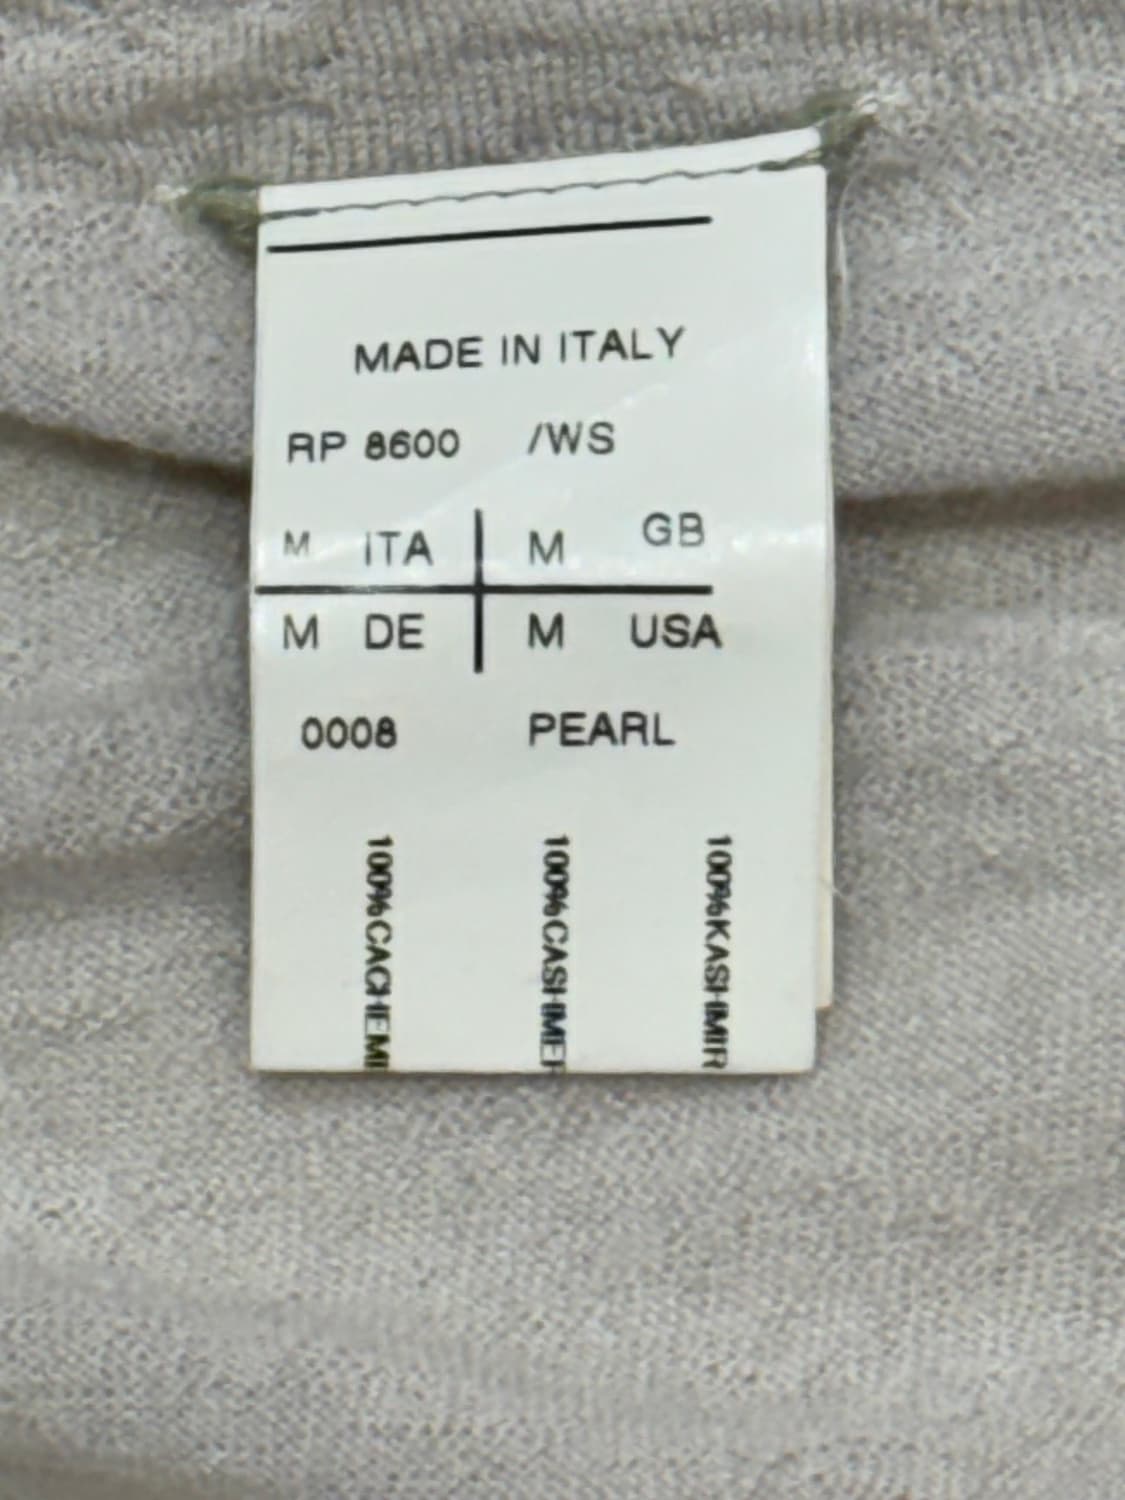 MADE IN ITALY
RP 8600 /WS
M ITA M GB
M DE M USA
0008 PEARL
100%CACHEMI
100%CASHMER
100%KASHMIR